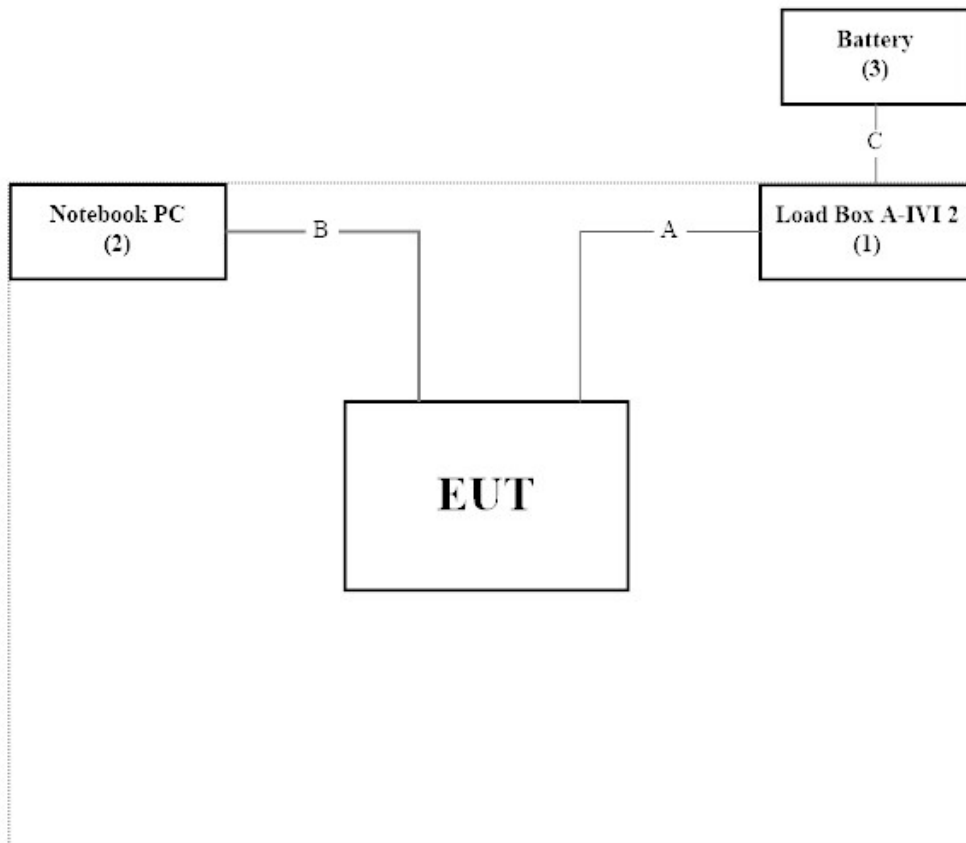 Battery
(3)
C
Notebook PC
(2)
B
A
Load Box A-IVI 2
(1)
EUT